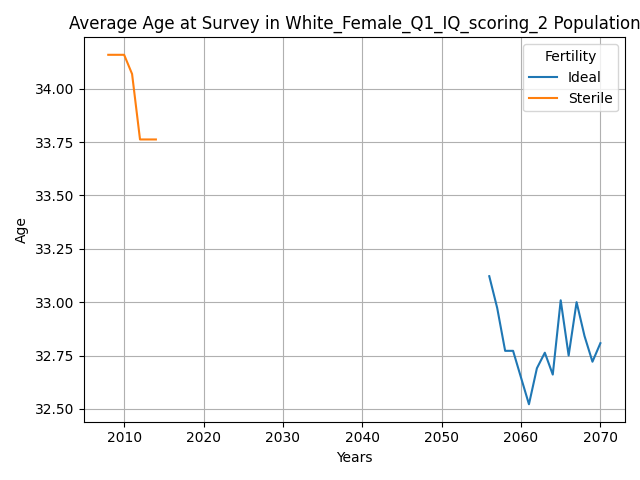 Average Age at Survey in White_Female_Q1_IQ_scoring_2 Population
Fertility
Ideal
Sterile
34.00
33.75
33.50
33.25
33.00
32.75
32.50
Age
2010 2020 2030 2040 2050 2060 2070
Years